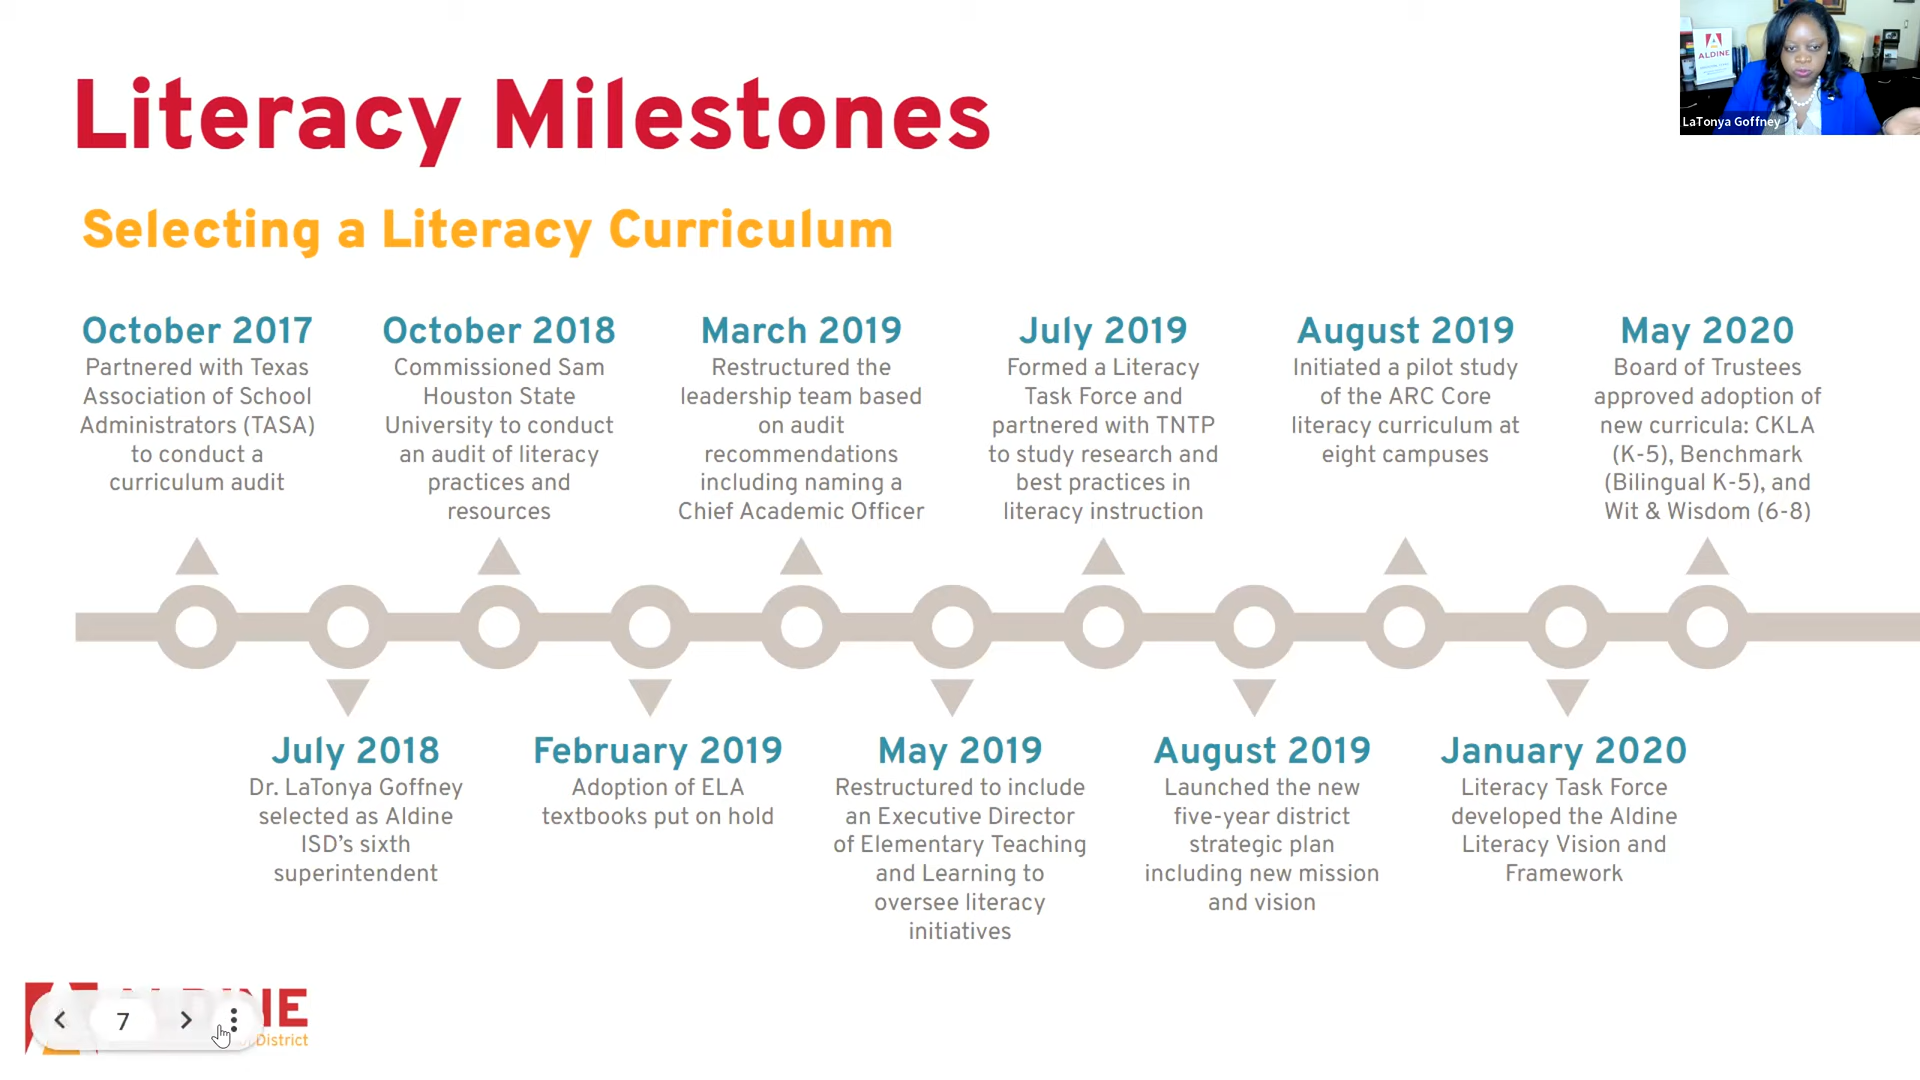 Literacy Milestones
Selecting a Literacy Curriculum
October 2017
Partnered with Texas
Association of School
Administrators (TASA)
to conduct a
curriculum audit
October 2018
Commissioned Sam
Houston State
University to conduct
an audit of literacy
practices and
resources
March 2019
Restructured the
leadership team based
on audit
recommendations
including naming a
Chief Academic Officer
July 2019
Formed a Literacy
Task Force and
partnered with TNTP
to study research and
best practices in
literacy instruction
August 2019
Initiated a pilot study
of the ARC Core
literacy curriculum at
eight campuses
May 2020
Board of Trustees
approved adoption of
new curricula: CKLA
(K-5), Benchmark
(Bilingual K-5), and
Wit & Wisdom (6-8)
July 2018
Dr. LaTonya Goffney
selected as Aldine
ISD's sixth
superintendent
February 2019
Adoption of ELA
textbooks put on hold
May 2019
Restructured to include
an Executive Director
of Elementary Teaching
and Learning to
oversee literacy
initiatives
August 2019
Launched the new
five-year district
strategic plan
including new mission
and vision
January 2020
Literacy Task Force
developed the Aldine
Literacy Vision and
Framework
ALDINE
District
7
ALDINE
LaTonya Goffney